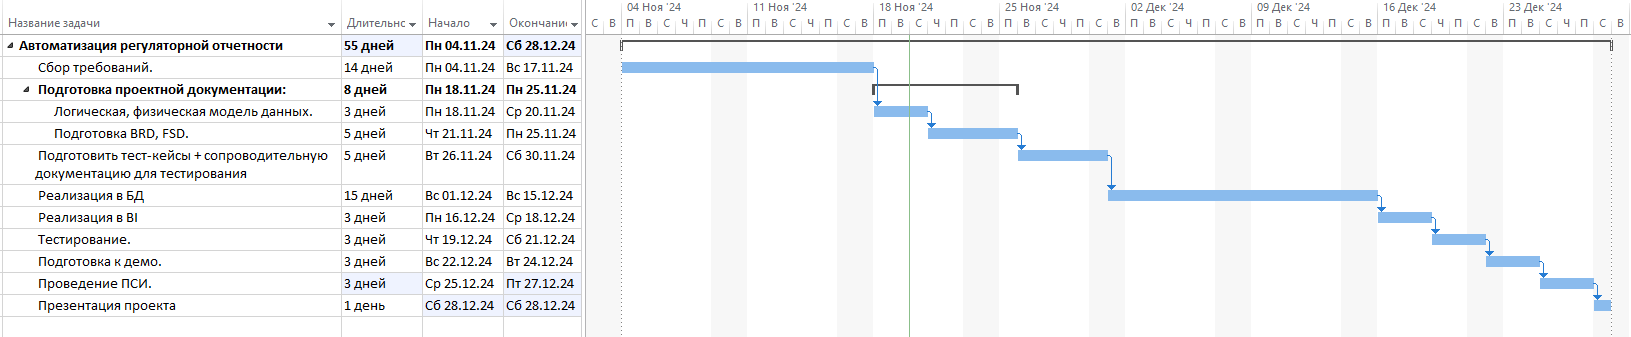 04 Ноя '24 11 Ноя '24 18 Ноя '24 25 Ноя '24 02 Дек '24 09 Дек '24 16 Дек '24 23 Дек '24
Название задачи Длительнс Начало Окончание С В П В С Ч П С В П В С Ч П С В П В С Ч П С В П В С Ч П С В П В С Ч П С В П В С Ч П С В П В С Ч П С В П В С Ч П С В
Автоматизация регуляторной отчетности 55 дней Пн 04.11.24 Сб 28.12.24
Сбор требований. 14 дней Пн 04.11.24 Вс 17.11.24
Подготовка проектной документации: 8 дней Пн 18.11.24 Пн 25.11.24
Логическая, физическая модель данных. 3 дней Пн 18.11.24 Ср 20.11.24
Подготовка BRD, FSD. 5 дней Чт 21.11.24 Пн 25.11.24
Подготовить тест-кейсы + сопроводительную 5 дней Вт 26.11.24 Сб 30.11.24
документацию для тестирования
Реализация в БД 15 дней Вс 01.12.24 Вс 15.12.24
Реализация в BI 3 дней Пн 16.12.24 Ср 18.12.24
Тестирование. 3 дней Чт 19.12.24 Сб 21.12.24
Подготовка к демо. 3 дней Вс 22.12.24 Вт 24.12.24
Проведение ПСИ. 3 дней Ср 25.12.24 Пт 27.12.24
Презентация проекта 1 день Сб 28.12.24 Сб 28.12.24